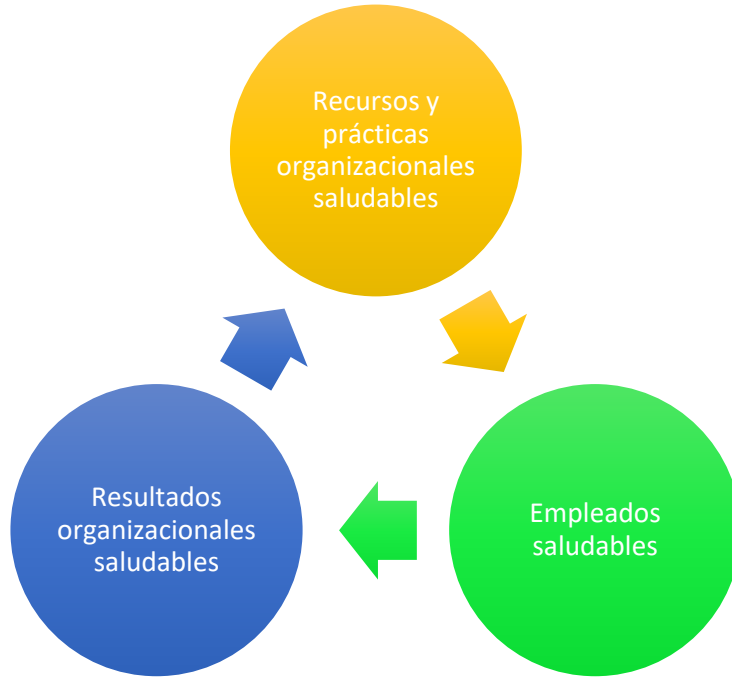 Recursos y
prácticas
organizacionales
saludables
Resultados
organizacionales
saludables
Empleados
saludables